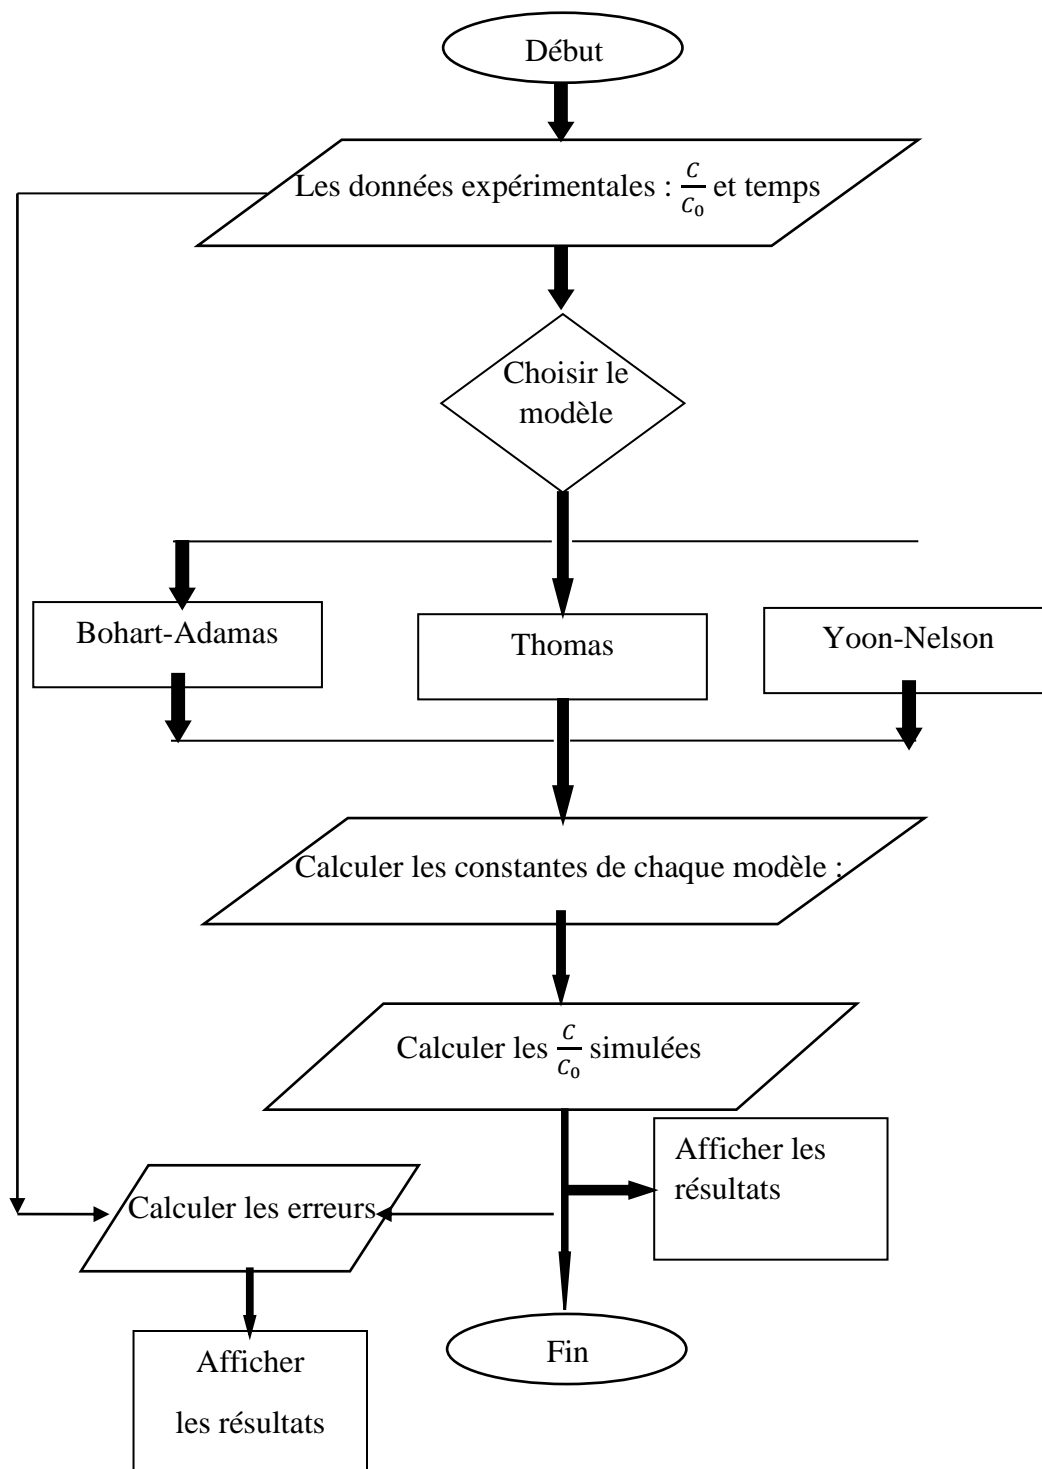 Début
Les données expérimentales : C/C₀ et temps
Choisir le
modèle
Bohart-Adamas
Thomas
Yoon-Nelson
Calculer les constantes de chaque modèle :
Calculer les C/C₀ simulées
Afficher les
résultats
Calculer les erreurs
Fin
Afficher
les résultats